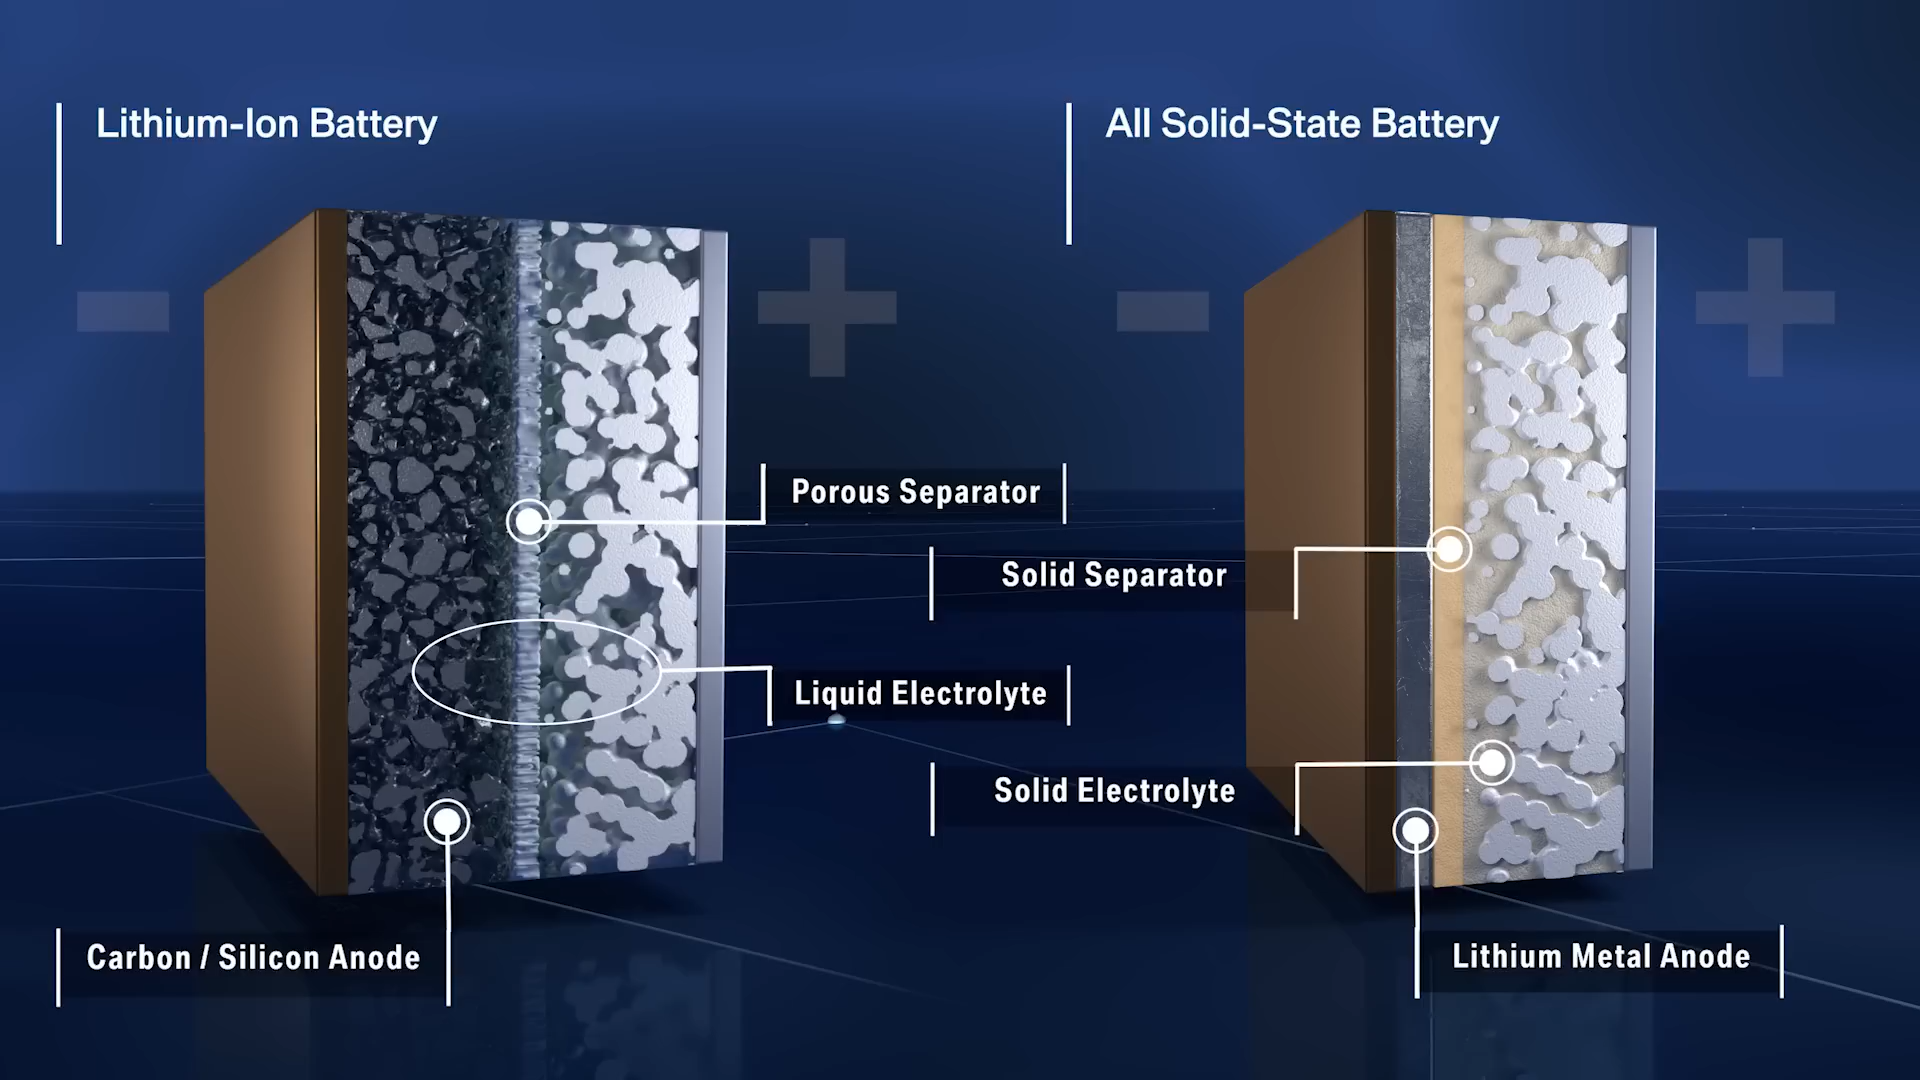 Lithium-Ion Battery
All Solid-State Battery
Porous Separator
Solid Separator
Liquid Electrolyte
Solid Electrolyte
Carbon / Silicon Anode
Lithium Metal Anode